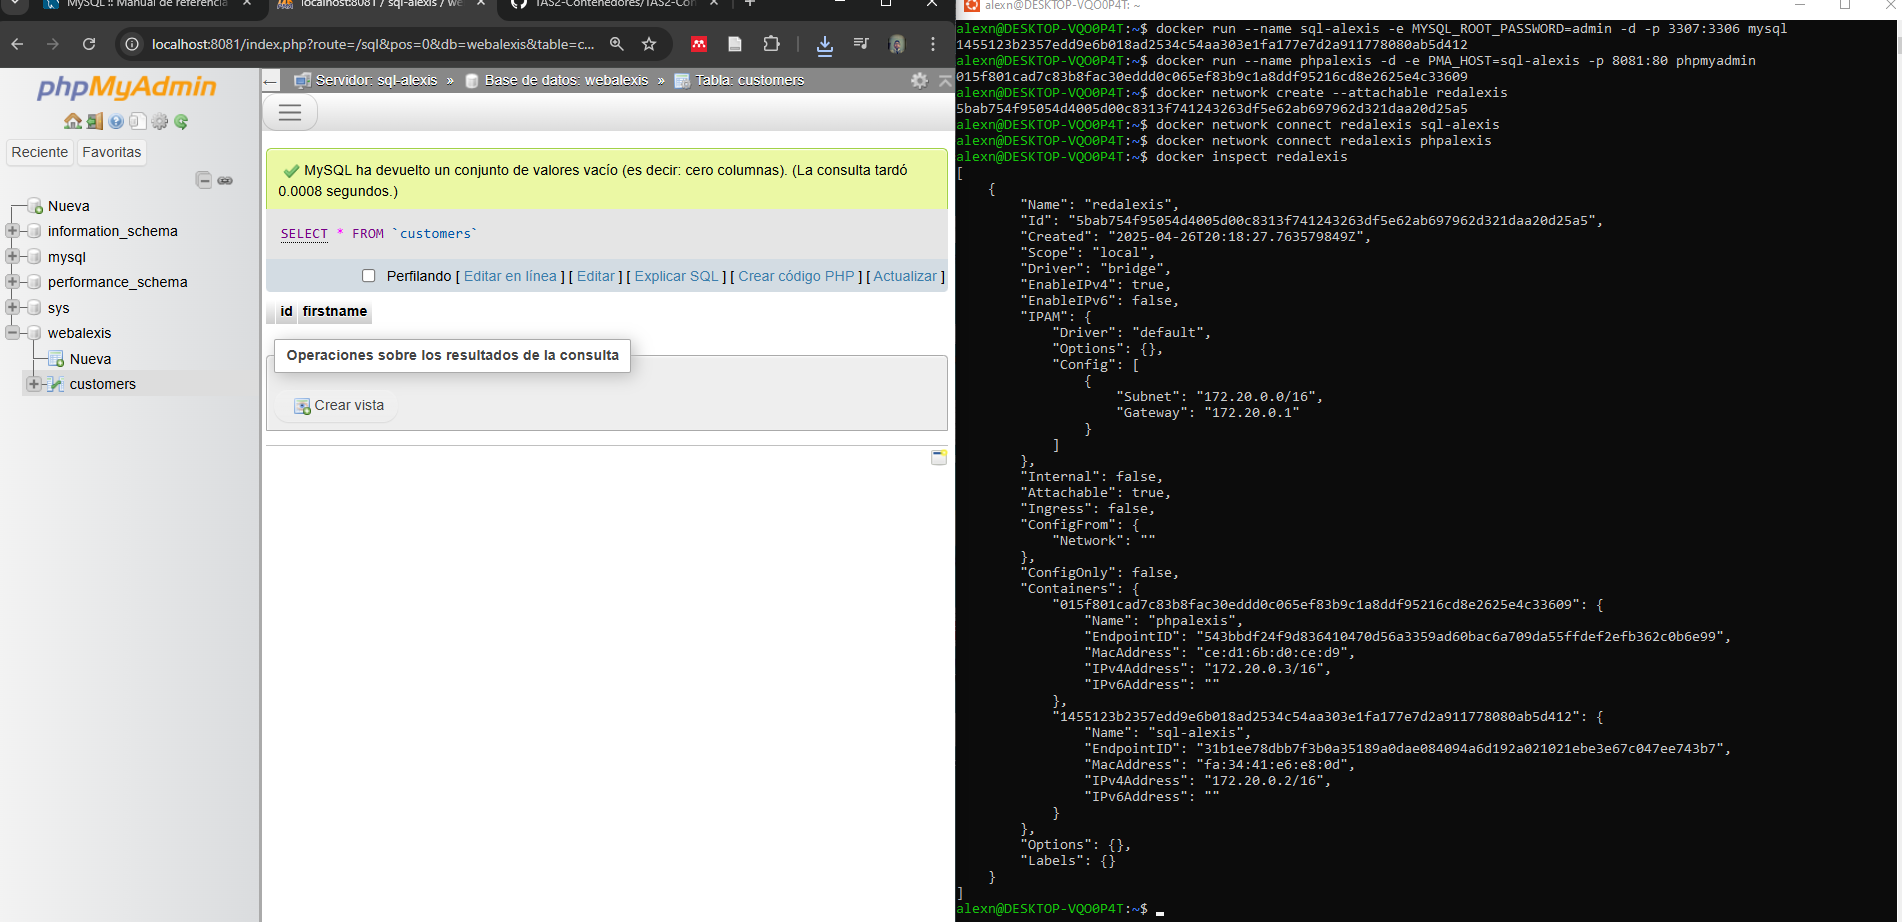 MySQL :: Manual de referencia
localhost:8081 / sql-alexis / we
TAS2-Contenedores/TAS2-Con
localhost:8081/index.php?route=/sql&pos=0&db=webalexis&table=c...
phpMyAdmin
Reciente
Favoritas
Nueva
information_schema
mysql
performance_schema
sys
webalexis
Nueva
customers
Servidor: sql-alexis » Base de datos: webalexis » Tabla: customers
MySQL ha devuelto un conjunto de valores vacío (es decir: cero columnas). (La consulta tardó
0.0008 segundos.)
SELECT * FROM `customers`
Perfilando [ Editar en línea ] [ Editar ] [ Explicar SQL ] [ Crear código PHP ] [ Actualizar ]
id firstname
Operaciones sobre los resultados de la consulta
Crear vista
alexn@DESKTOP-VQO0P4T: ~
alexn@DESKTOP-VQO0P4T:~$ docker run --name sql-alexis -e MYSQL_ROOT_PASSWORD=admin -d -p 3307:3306 mysql
1455123b2357edd9e6b018ad2534c54aa303e1fa177e7d2a911778080ab5d412
alexn@DESKTOP-VQO0P4T:~$ docker run --name phpalexis -d -e PMA_HOST=sql-alexis -p 8081:80 phpmyadmin
015f801cad7c83b8fac30eddd0c065ef83b9c1a8ddf95216cd8e2625e4c33609
alexn@DESKTOP-VQO0P4T:~$ docker network create --attachable redalexis
5bab754f95054d4005d00c8313f741243263df5e62ab697962d321daa20d25a5
alexn@DESKTOP-VQO0P4T:~$ docker network connect redalexis sql-alexis
alexn@DESKTOP-VQO0P4T:~$ docker network connect redalexis phpalexis
alexn@DESKTOP-VQO0P4T:~$ docker inspect redalexis
[
{
"Name": "redalexis",
"Id": "5bab754f95054d4005d00c8313f741243263df5e62ab697962d321daa20d25a5",
"Created": "2025-04-26T20:18:27.763579849Z",
"Scope": "local",
"Driver": "bridge",
"EnableIPv4": true,
"EnableIPv6": false,
"IPAM": {
"Driver": "default",
"Options": {},
"Config": [
{
"Subnet": "172.20.0.0/16",
"Gateway": "172.20.0.1"
}
]
},
"Internal": false,
"Attachable": true,
"Ingress": false,
"ConfigFrom": {
"Network": ""
},
"ConfigOnly": false,
"Containers": {
"015f801cad7c83b8fac30eddd0c065ef83b9c1a8ddf95216cd8e2625e4c33609": {
"Name": "phpalexis",
"EndpointID": "543bbdf24f9d836410470d56a3359ad60bac6a709da55ffdef2efb362c0b6e99",
"MacAddress": "ce:d1:6b:d0:ce:d9",
"IPv4Address": "172.20.0.3/16",
"IPv6Address": ""
},
"1455123b2357edd9e6b018ad2534c54aa303e1fa177e7d2a911778080ab5d412": {
"Name": "sql-alexis",
"EndpointID": "31b1ee78dbb7f3b0a35189a0dae084094a6d192a021021ebe3e67c047ee743b7",
"MacAddress": "fa:34:41:e6:e8:0d",
"IPv4Address": "172.20.0.2/16",
"IPv6Address": ""
}
},
"Options": {},
"Labels": {}
}
]
alexn@DESKTOP-VQO0P4T:~$